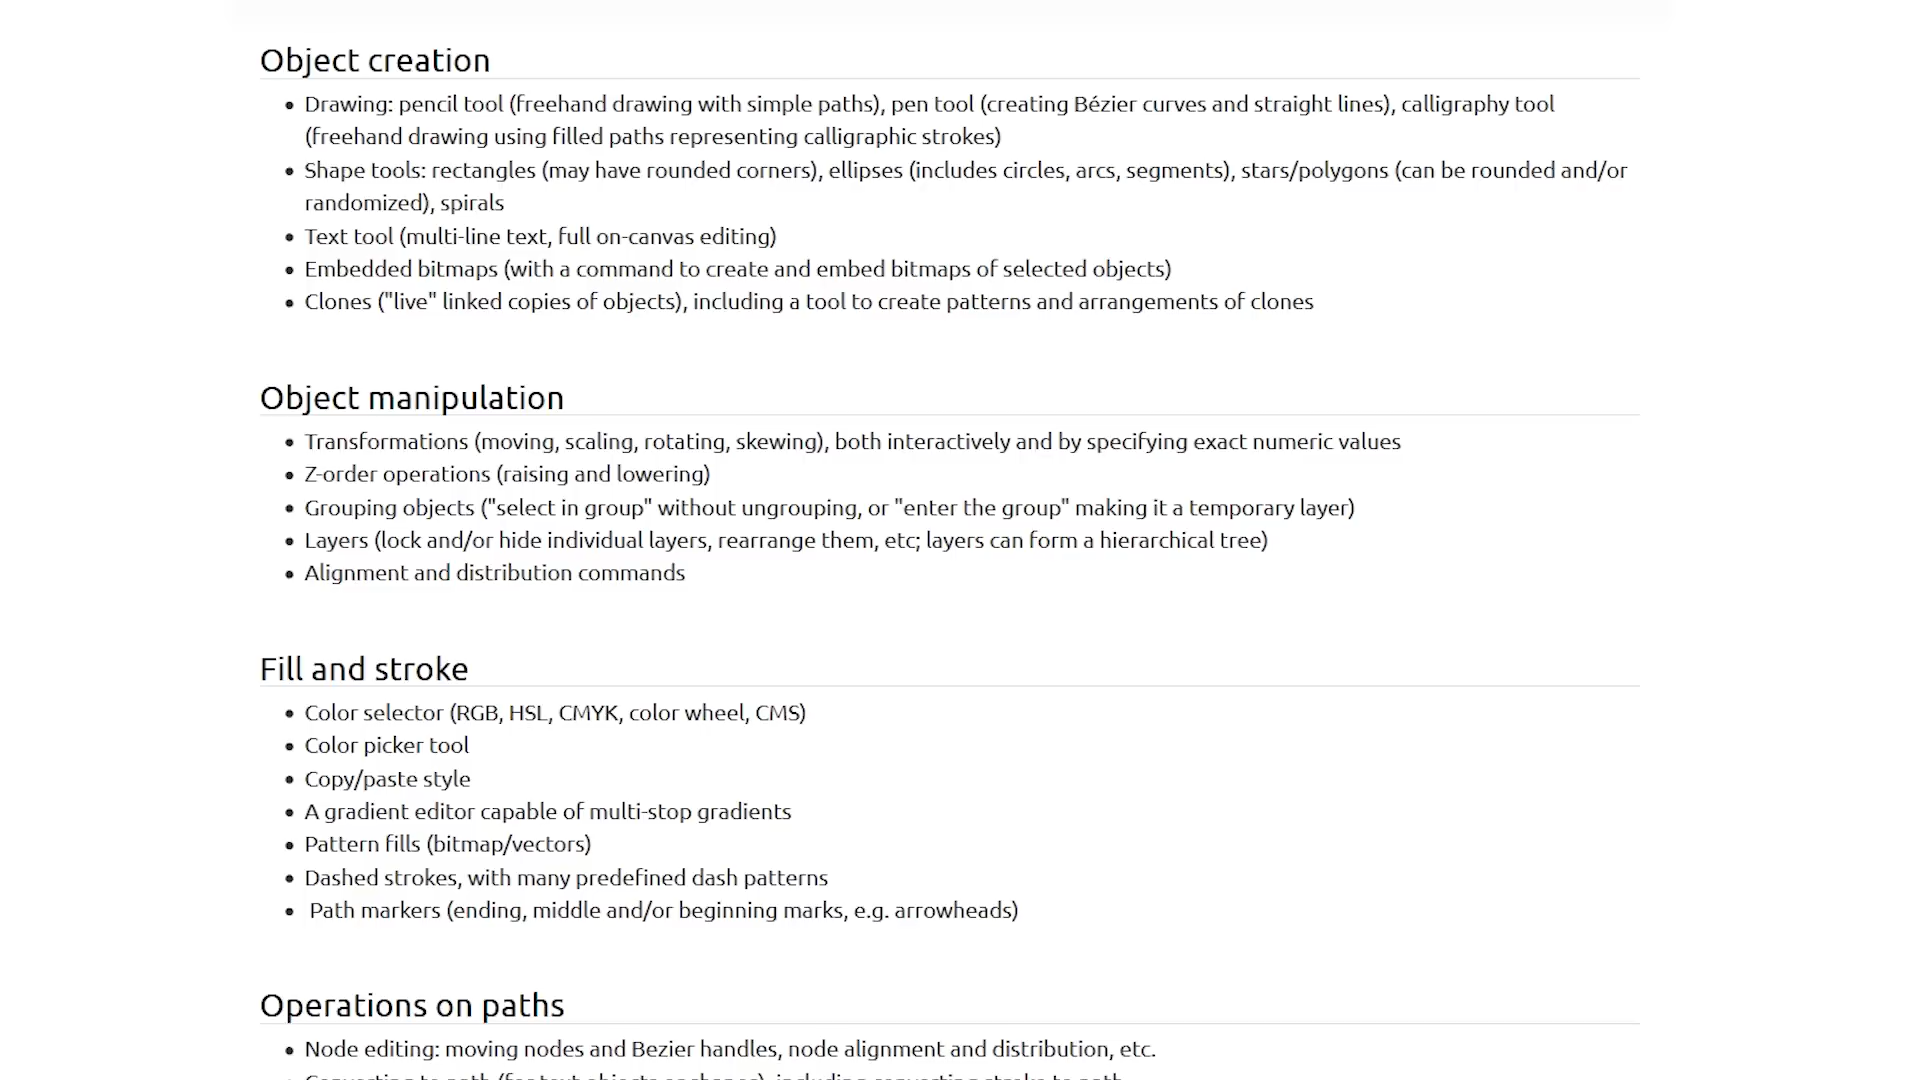 Object creation
Drawing: pencil tool (freehand drawing with simple paths), pen tool (creating Bézier curves and straight lines), calligraphy tool
(freehand drawing using filled paths representing calligraphic strokes)
Shape tools: rectangles (may have rounded corners), ellipses (includes circles, arcs, segments), stars/polygons (can be rounded and/or
randomized), spirals
Text tool (multi-line text, full on-canvas editing)
Embedded bitmaps (with a command to create and embed bitmaps of selected objects)
Clones ("live" linked copies of objects), including a tool to create patterns and arrangements of clones
Object manipulation
Transformations (moving, scaling, rotating, skewing), both interactively and by specifying exact numeric values
Z-order operations (raising and lowering)
Grouping objects ("select in group" without ungrouping, or "enter the group" making it a temporary layer)
Layers (lock and/or hide individual layers, rearrange them, etc; layers can form a hierarchical tree)
Alignment and distribution commands
Fill and stroke
Color selector (RGB, HSL, CMYK, color wheel, CMS)
Color picker tool
Copy/paste style
A gradient editor capable of multi-stop gradients
Pattern fills (bitmap/vectors)
Dashed strokes, with many predefined dash patterns
Path markers (ending, middle and/or beginning marks, e.g. arrowheads)
Operations on paths
Node editing: moving nodes and Bezier handles, node alignment and distribution, etc.